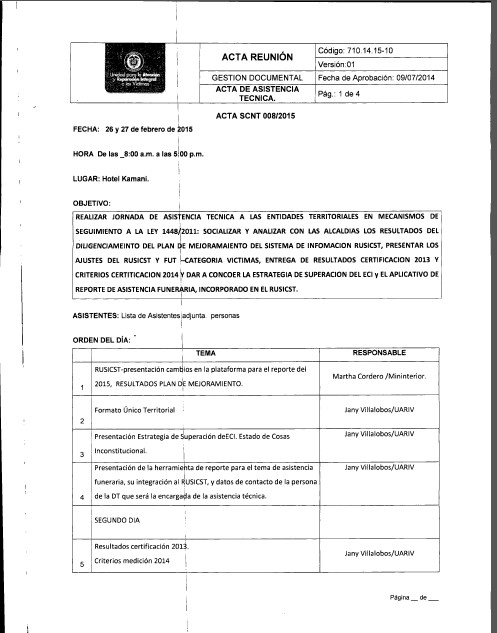 Unidad para la Atención
y Reparación Integral
a las Víctimas
ACTA REUNIÓN
Código: 710.14.15-10
Versión:01
GESTION DOCUMENTAL
Fecha de Aprobación: 09/07/2014
ACTA DE ASISTENCIA
TECNICA.
Pág.: 1 de 4
ACTA SCNT 008/2015
FECHA: 26 y 27 de febrero de 2015
HORA De las _8:00 a.m. a las 5:00 p.m.
LUGAR: Hotel Kamani.
OBJETIVO:
REALIZAR JORNADA DE ASISTENCIA TECNICA A LAS ENTIDADES TERRITORIALES EN MECANISMOS DE
SEGUIMIENTO A LA LEY 1448/2011: SOCIALIZAR Y ANALIZAR CON LAS ALCALDIAS LOS RESULTADOS DEL
DILIGENCIAMEINTO DEL PLAN DE MEJORAMAIENTO DEL SISTEMA DE INFOMACION RUSICST, PRESENTAR LOS
AJUSTES DEL RUSICST Y FUT –CATEGORIA VICTIMAS, ENTREGA DE RESULTADOS CERTIFICACION 2013 Y
CRITERIOS CERTITICACION 2014 Y DAR A CONCOER LA ESTRATEGIA DE SUPERACION DEL ECI y EL APLICATIVO DE
REPORTE DE ASISTENCIA FUNERARIA, INCORPORADO EN EL RUSICST.
ASISTENTES: Lista de Asistentes adjunta personas
ORDEN DEL DÍA:
TEMA
RESPONSABLE
RUSICST-presentación cambios en la plataforma para el reporte del
1 2015, RESULTADOS PLAN DE MEJORAMIENTO.
Martha Cordero /Mininterior.
Formato Único Territorial
2
Jany Villalobos/UARIV
Presentación Estrategia de Superación deECI. Estado de Cosas
3 Inconstitucional.
Jany Villalobos/UARIV
Presentación de la herramienta de reporte para el tema de asistencia
funeraria, su integración al RUSICST, y datos de contacto de la persona
4 de la DT que será la encargada de la asistencia técnica.
Jany Villalobos/UARIV
SEGUNDO DIA
Resultados certificación 2013.
5 Criterios medición 2014
Jany Villalobos/UARIV
Página __ de ___